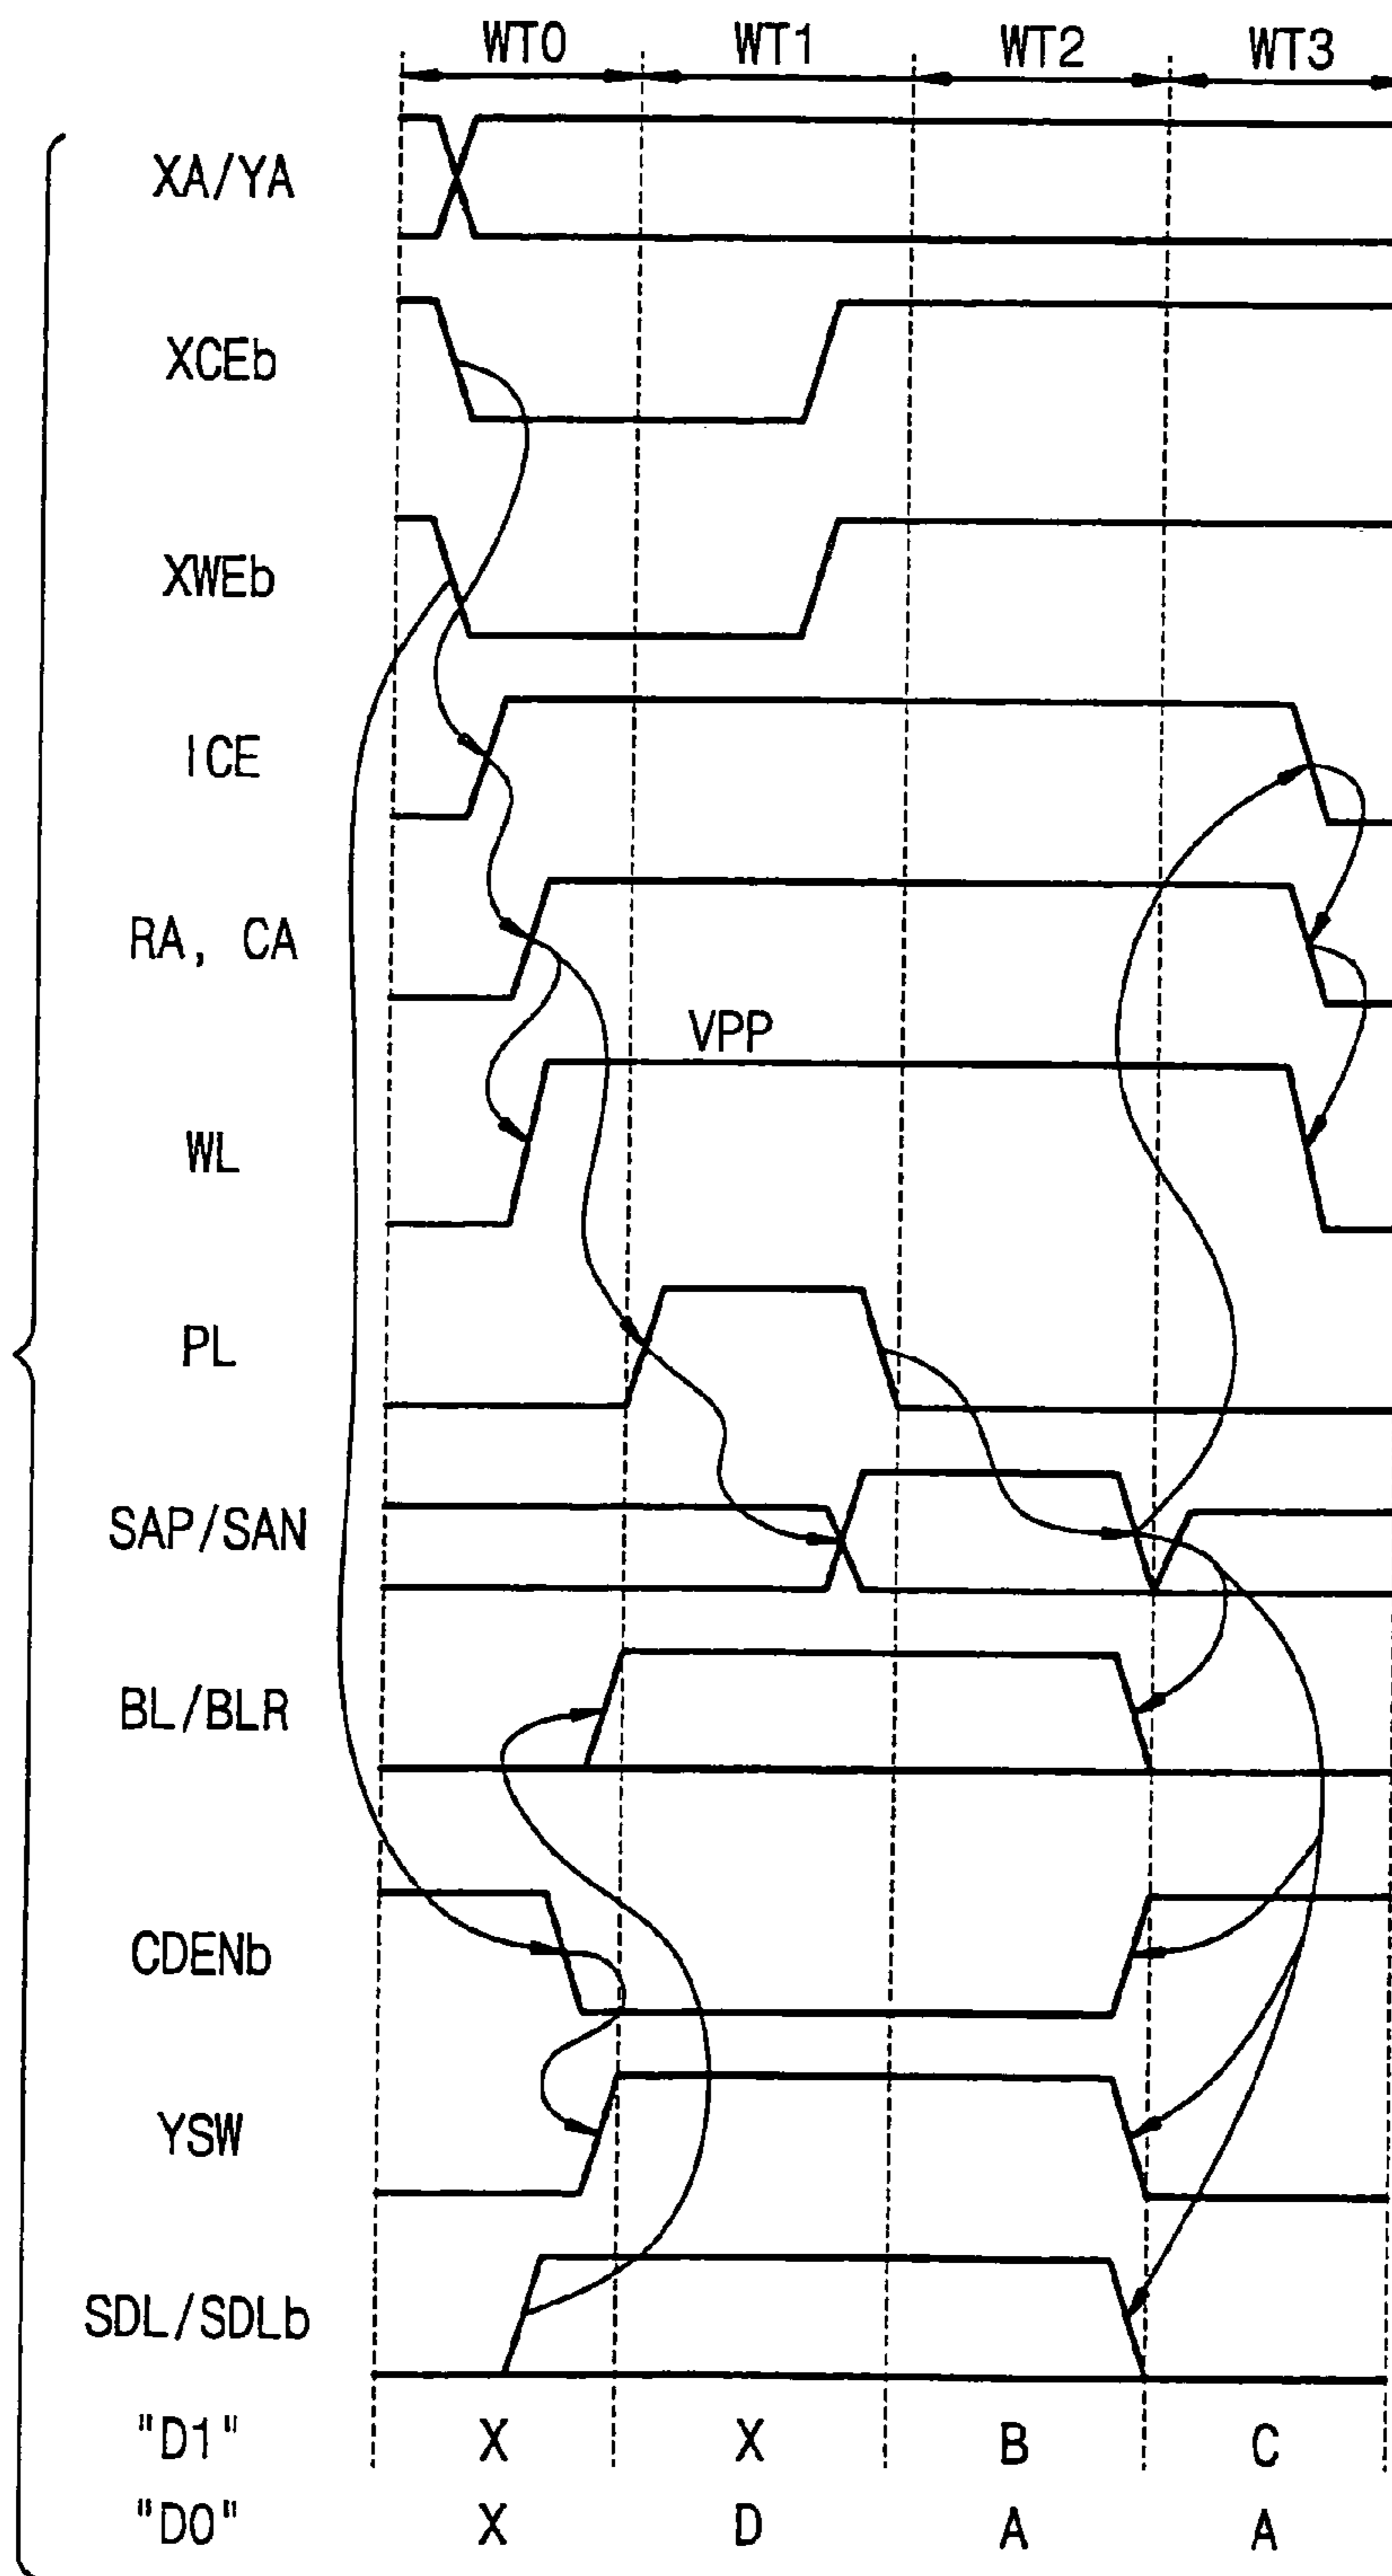 WT0 WT1 WT2 WT3
XA/YA
XCEb
XWEb
ICE
RA, CA
VPP
WL
PL
SAP/SAN
BL/BLR
CDENb
YSW
SDL/SDLb
"D1" X X B C
"D0" X D A A